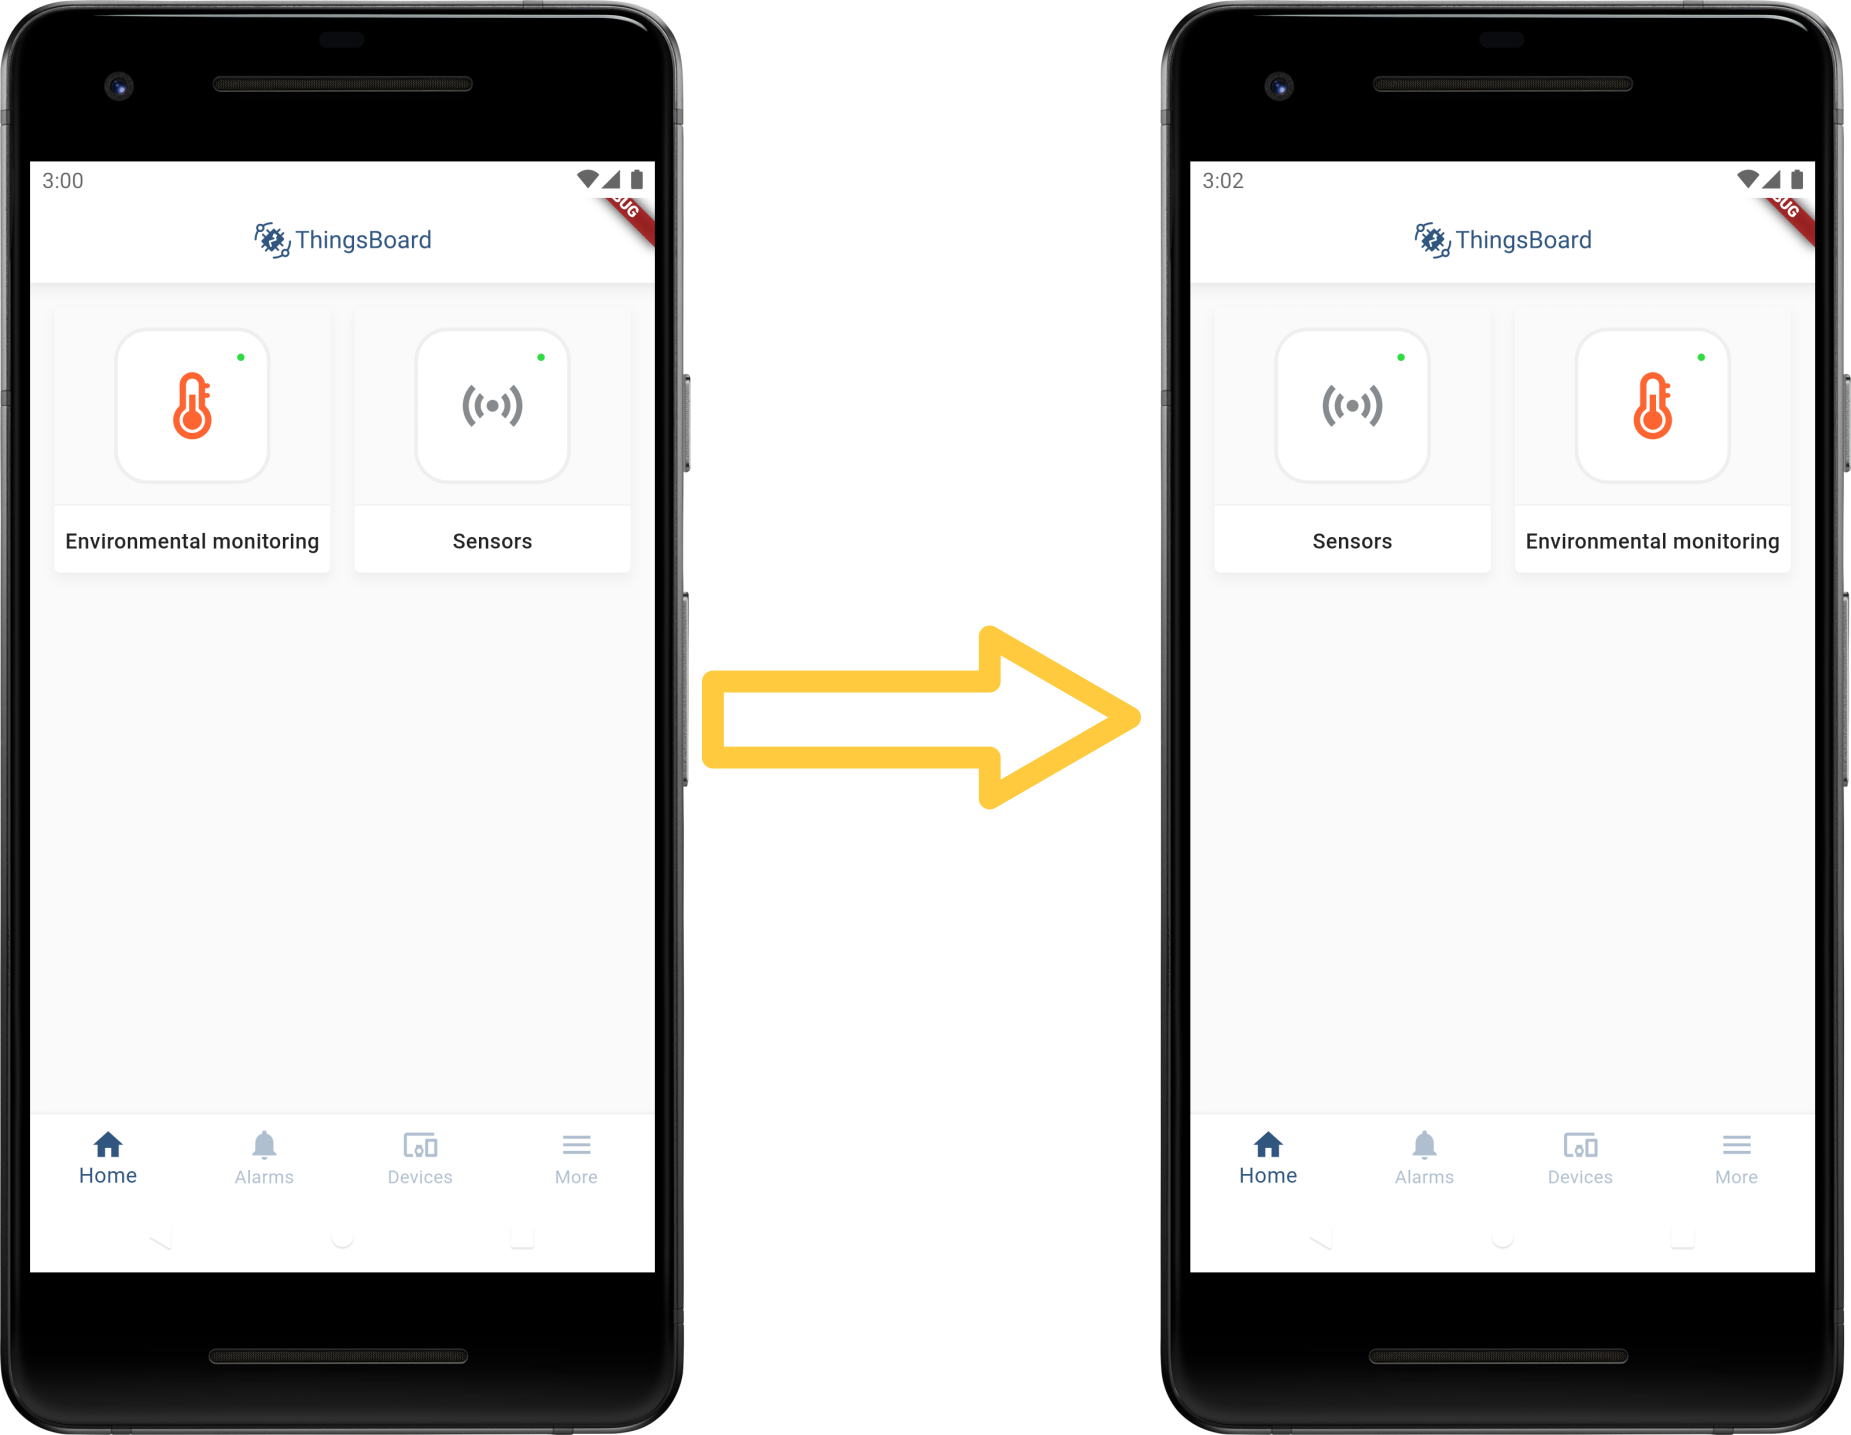 3:00
ThingsBoard
Environmental monitoring
Sensors
Home
Alarms
Devices
More
3:02
ThingsBoard
Sensors
Environmental monitoring
Home
Alarms
Devices
More